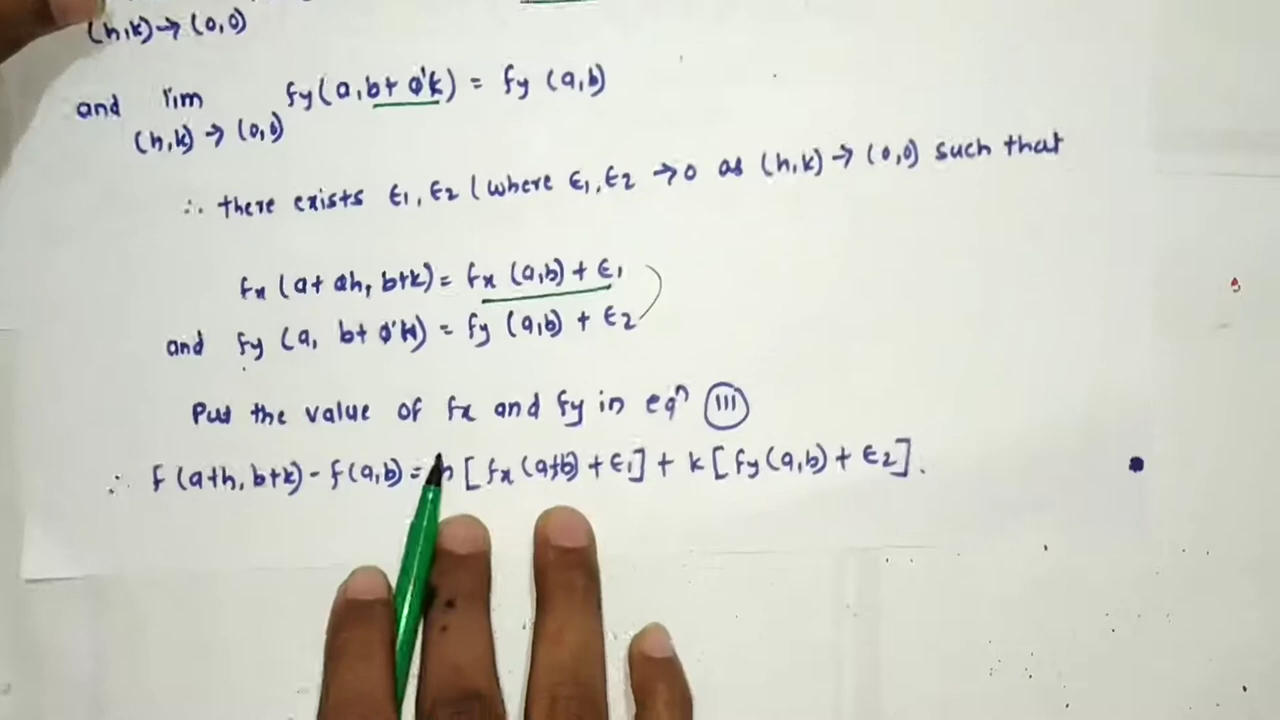 (h,k)→(0,0)
and lim fy(a,b+θ'k) = fy (a,b)
(h,k)→(0,0)
∴ there exists ϵ1,ϵ2 (where ϵ1,ϵ2 →0 as (h,k)→(0,0) such that
fx (a+θh, b+k)= fx (a,b)+ϵ1
and fy (a, b+θ'k) = fy (a,b) + ϵ2
Put the value of fx and fy in eqⁿ (III)
∴ f(a+h, b+k)-f(a,b)=h [fx(a+b)+ϵ1]+ k[fy(a,b)+ϵ2].